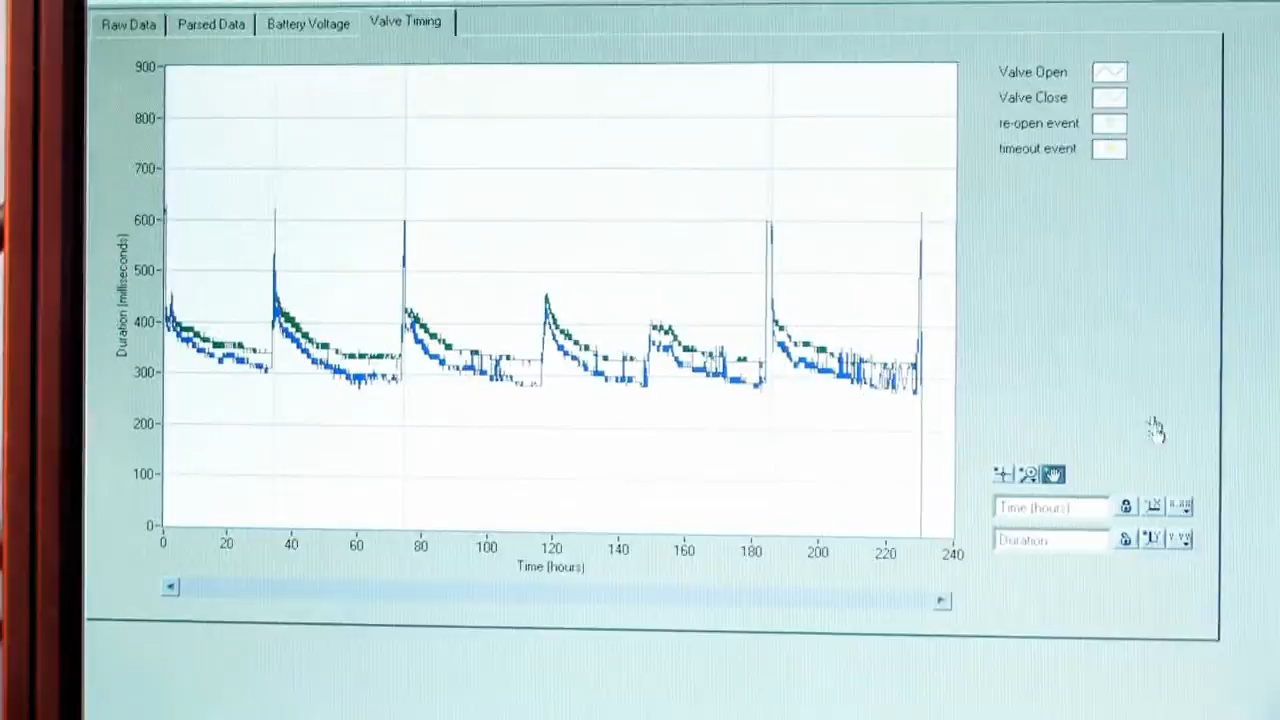 Raw Data Parsed Data Battery Voltage Valve Timing
900
800
700
600
500
400
300
200
100
0
Duration (milliseconds)
0 20 40 60 80 100 120 140 160 180 200 220 240
Time (hours)
Valve Open
Valve Close
re-open event
timeout event
Time (hours)
Duration